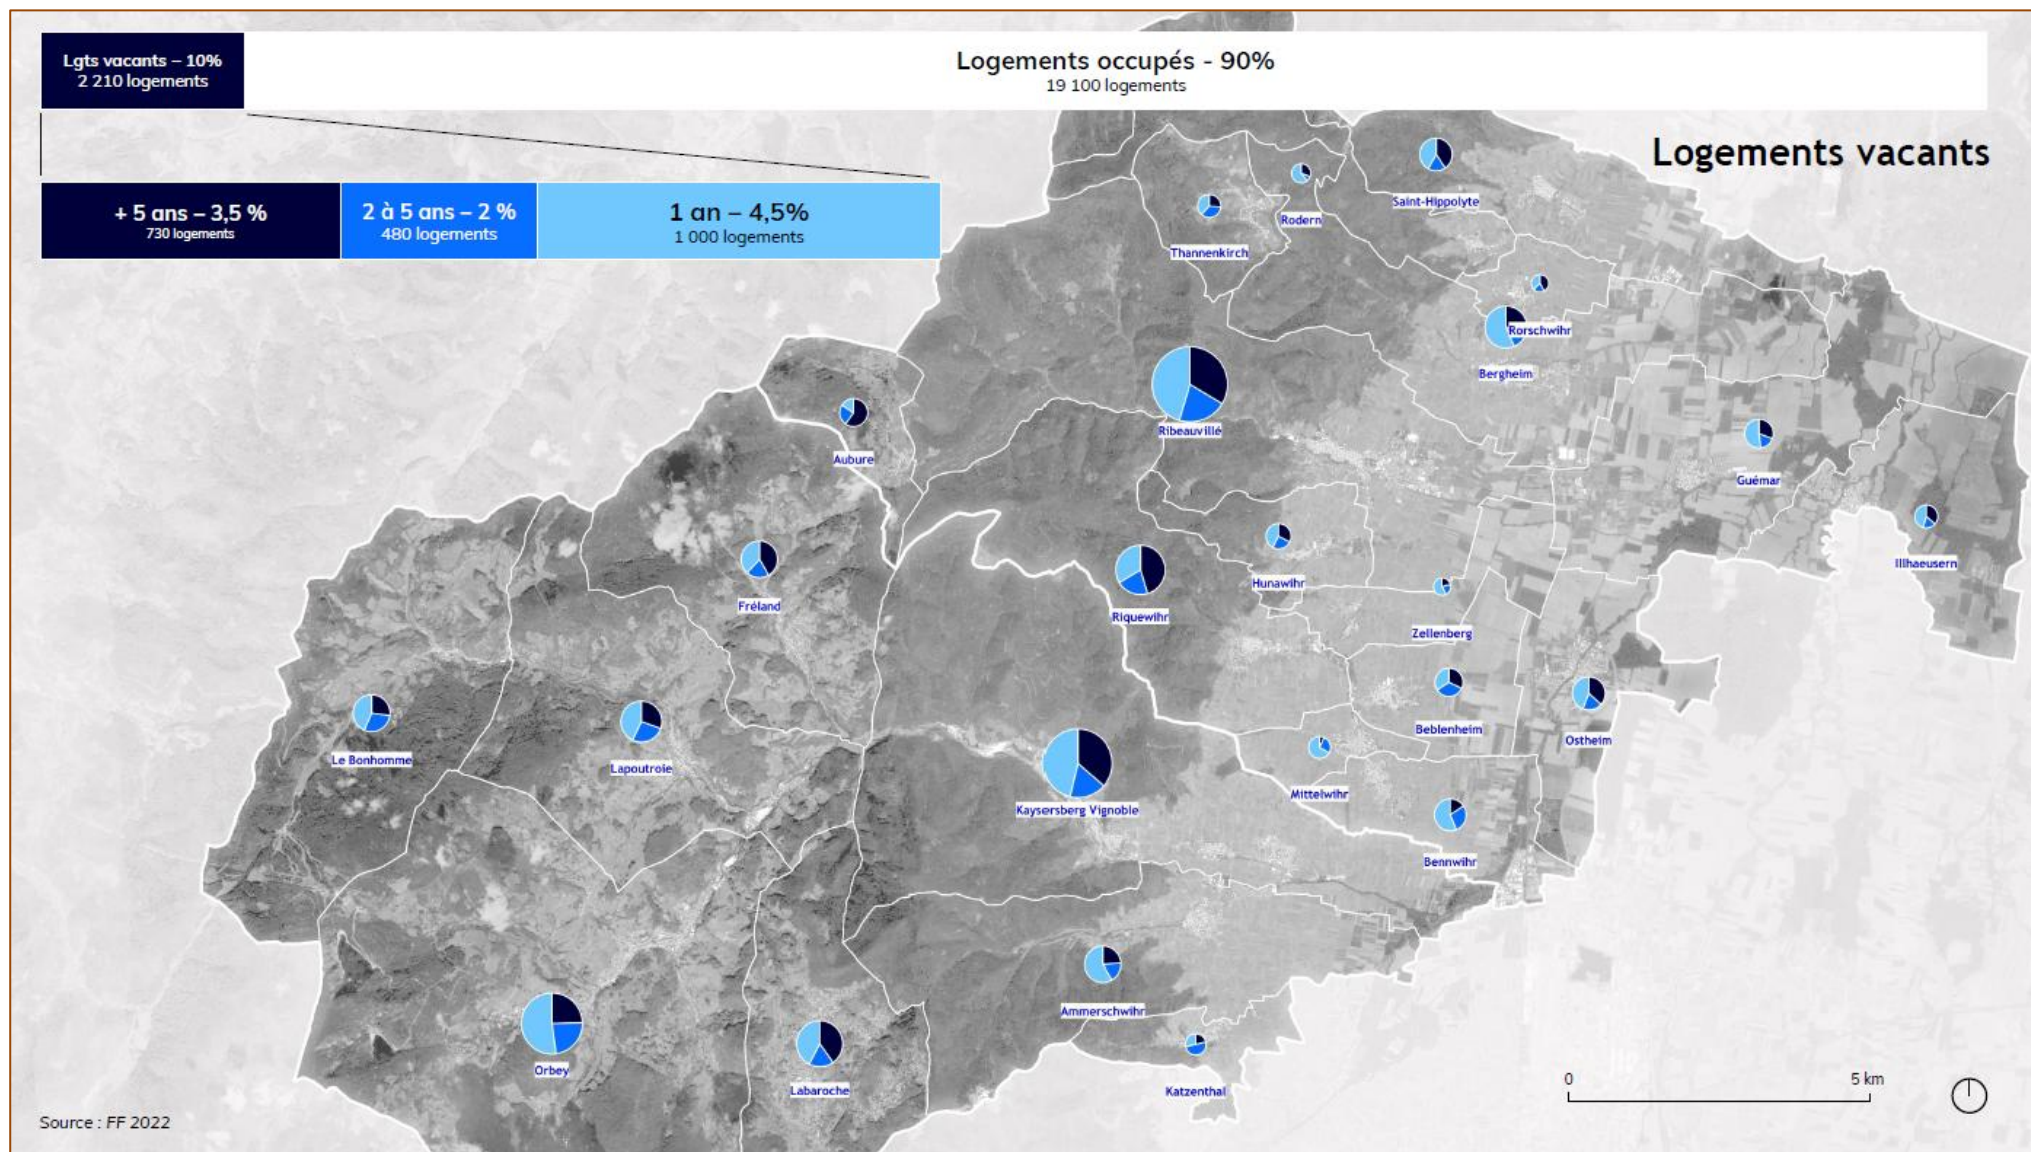 Lgts vacants – 10%
2 210 logements
Logements occupés - 90%
19 100 logements
Logements vacants
+ 5 ans – 3,5 %
730 logements
2 à 5 ans – 2 %
480 logements
1 an – 4,5%
1 000 logements
Saint-Hippolyte
Rodern
Thannenkirch
Rorschwihr
Bergheim
Ribeauvillé
Aubure
Guémar
Illhaeusern
Hunawihr
Fréland
Riquewihr
Zellenberg
Beblenheim
Ostheim
Le Bonhomme
Lapoutroie
Mittelwihr
Kaysersberg Vignoble
Bennwihr
Ammerschwihr
Orbey
Labaroche
Katzenthal
0 5 km
Source : FF 2022